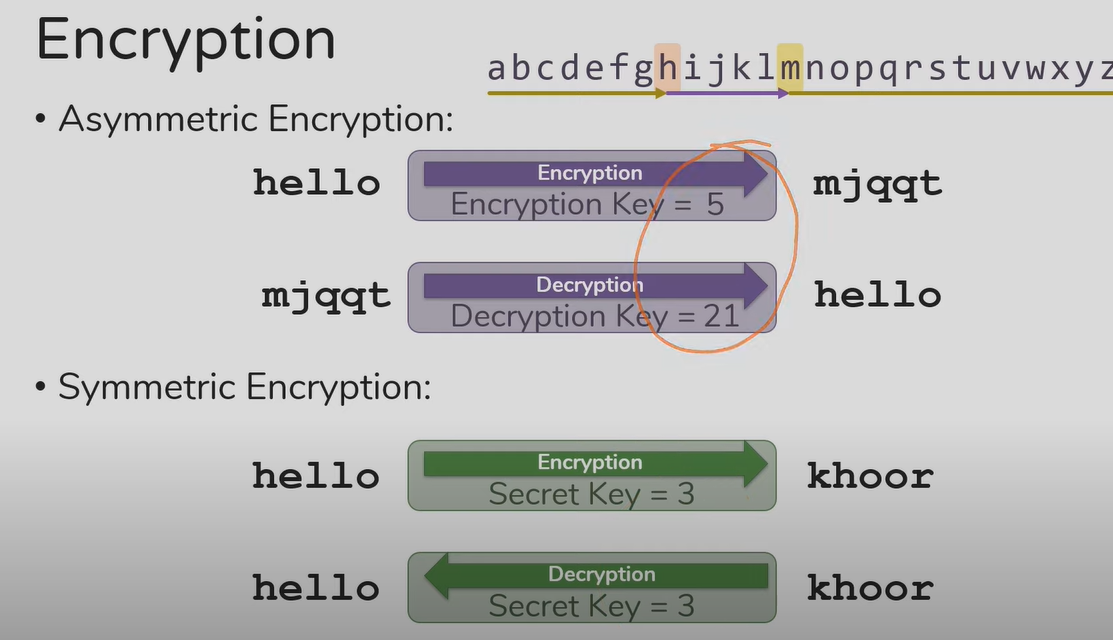 Encryption
abcdefghijklmnopqrstuvwxyz
• Asymmetric Encryption:
hello Encryption mjqqt
Encryption Key = 5
mjqqt Decryption hello
Decryption Key = 21
• Symmetric Encryption:
hello Encryption khoor
Secret Key = 3
hello Decryption khoor
Secret Key = 3